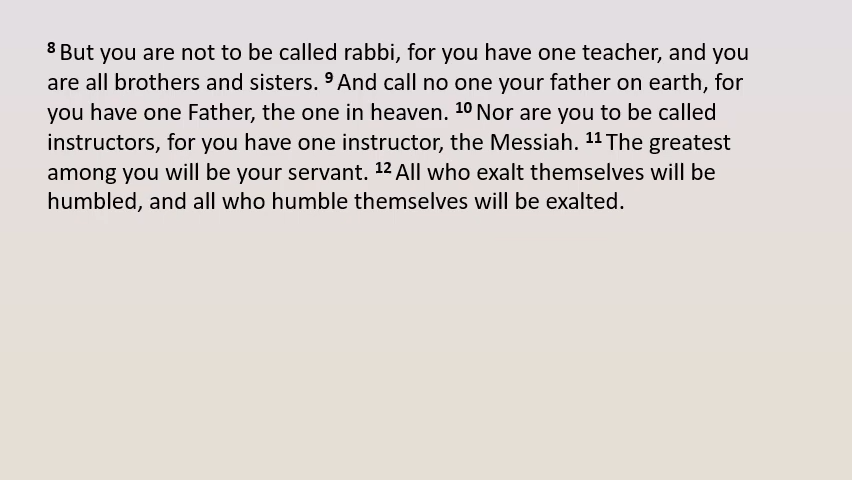 8 But you are not to be called rabbi, for you have one teacher, and you
are all brothers and sisters. 9 And call no one your father on earth, for
you have one Father, the one in heaven. 10 Nor are you to be called
instructors, for you have one instructor, the Messiah. 11 The greatest
among you will be your servant. 12 All who exalt themselves will be
humbled, and all who humble themselves will be exalted.